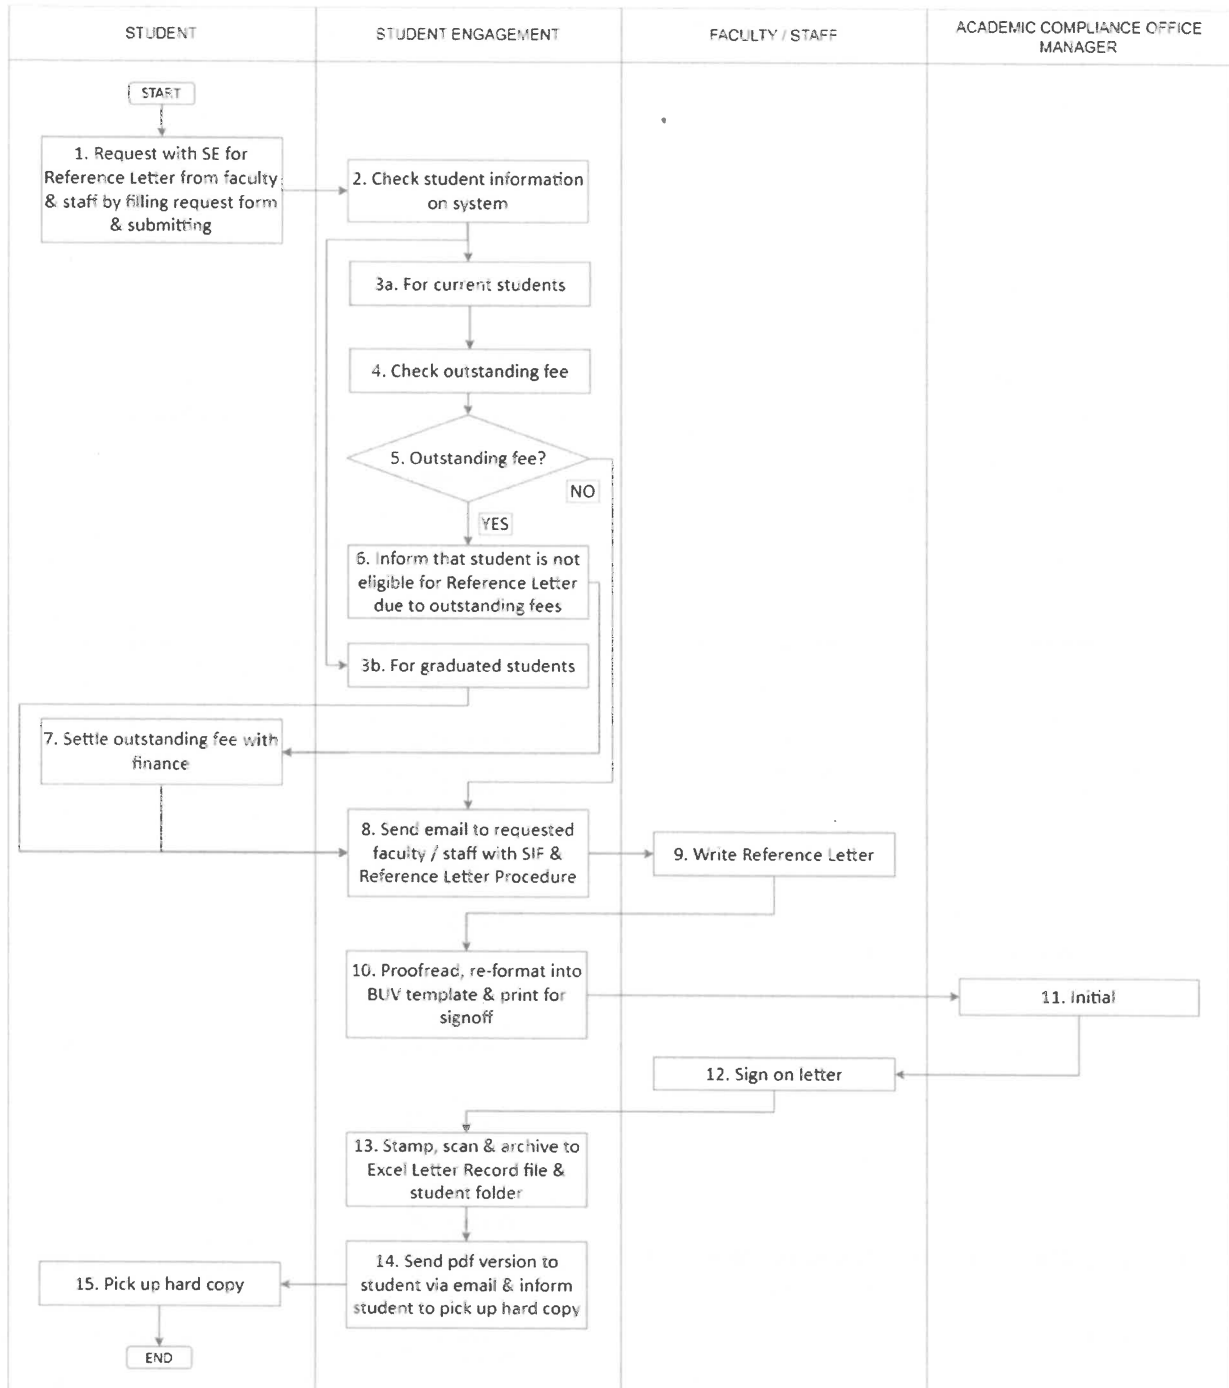 STUDENT
STUDENT ENGAGEMENT
FACULTY / STAFF
ACADEMIC COMPLIANCE OFFICE
MANAGER
START
1. Request with SE for
Reference Letter from faculty
& staff by filling request form
& submitting
2. Check student information
on system
3a. For current students
4. Check outstanding fee
5. Outstanding fee?
NO
YES
6. Inform that student is not
eligible for Reference Letter
due to outstanding fees
3b. For graduated students
7. Settle outstanding fee with
finance
8. Send email to requested
faculty / staff with SIF &
Reference Letter Procedure
9. Write Reference Letter
10. Proofread, re-format into
BUV template & print for
signoff
11. Initial
12. Sign on letter
13. Stamp, scan & archive to
Excel Letter Record file &
student folder
14. Send pdf version to
student via email & inform
student to pick up hard copy
15. Pick up hard copy
END